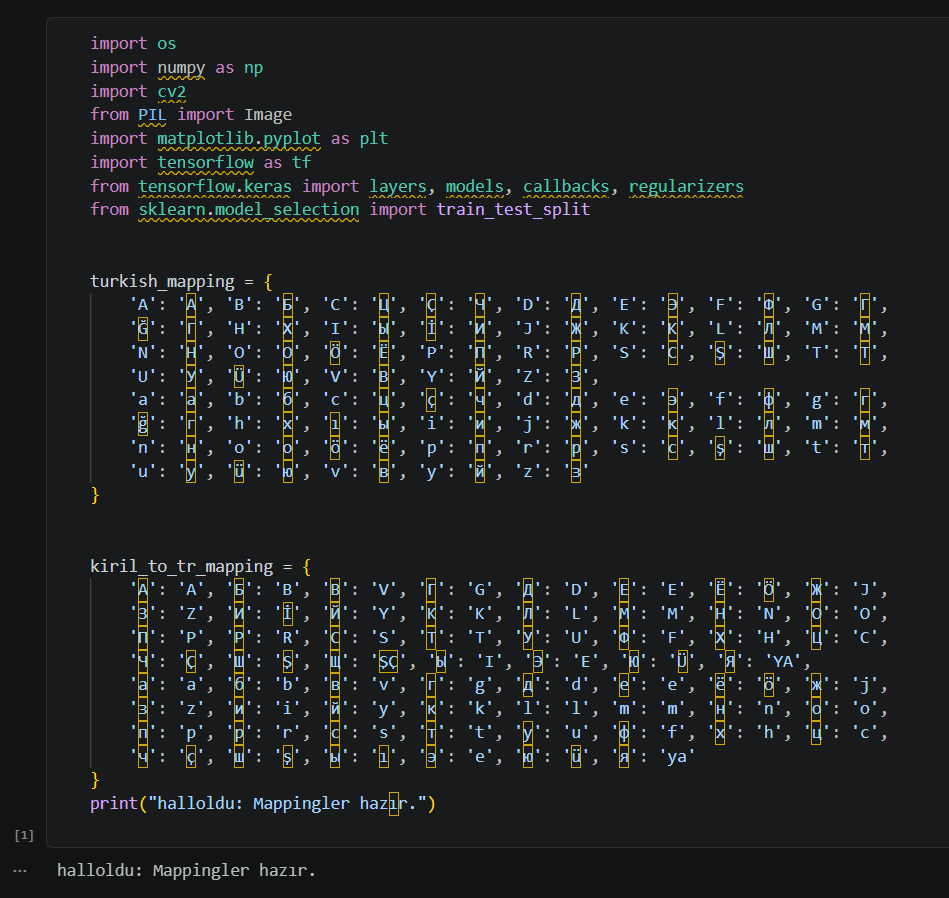 import os
import numpy as np
import cv2
from PIL import Image
import matplotlib.pyplot as plt
import tensorflow as tf
from tensorflow.keras import layers, models, callbacks, regularizers
from sklearn.model_selection import train_test_split
turkish_mapping = {
'A': 'А', 'B': 'Б', 'C': 'Ц', 'Ç': 'Ч', 'D': 'Д', 'E': 'Э', 'F': 'Ф', 'G': 'Г',
'Ğ': 'Г', 'H': 'Х', 'I': 'Ы', 'İ': 'И', 'J': 'Ж', 'K': 'К', 'L': 'Л', 'M': 'М',
'N': 'Н', 'O': 'О', 'Ö': 'Ё', 'P': 'П', 'R': 'Р', 'S': 'С', 'Ş': 'Ш', 'T': 'Т',
'U': 'У', 'Ü': 'Ю', 'V': 'В', 'Y': 'Й', 'Z': 'З',
'a': 'а', 'b': 'б', 'c': 'ц', 'ç': 'ч', 'd': 'д', 'e': 'э', 'f': 'ф', 'g': 'г',
'ğ': 'г', 'h': 'х', 'ı': 'ы', 'i': 'и', 'j': 'ж', 'k': 'к', 'l': 'л', 'm': 'м',
'n': 'н', 'o': 'о', 'ö': 'ё', 'p': 'п', 'r': 'р', 's': 'с', 'ş': 'ш', 't': 'т',
'u': 'у', 'ü': 'ю', 'v': 'в', 'y': 'й', 'z': 'з'
}
kiril_to_tr_mapping = {
'А': 'A', 'Б': 'B', 'В': 'V', 'Г': 'G', 'Д': 'D', 'Е': 'E', 'Ё': 'Ö', 'Ж': 'J',
'З': 'Z', 'И': 'İ', 'Й': 'Y', 'К': 'K', 'Л': 'L', 'М': 'M', 'Н': 'N', 'О': 'O',
'П': 'P', 'Р': 'R', 'С': 'S', 'Т': 'T', 'У': 'U', 'Ф': 'F', 'Х': 'H', 'Ц': 'C',
'Ч': 'Ç', 'Ш': 'Ş', 'Щ': 'ŞÇ', 'Ы': 'I', 'Э': 'E', 'Ю': 'Ü', 'Я': 'YA',
'а': 'a', 'б': 'b', 'в': 'v', 'г': 'g', 'д': 'd', 'е': 'e', 'ё': 'ö', 'ж': 'j',
'з': 'z', 'и': 'i', 'й': 'y', 'к': 'k', 'l': 'l', 'm': 'm', 'н': 'n', 'о': 'o',
'п': 'p', 'р': 'r', 'с': 's', 'т': 't', 'у': 'u', 'ф': 'f', 'х': 'h', 'ц': 'c',
'ч': 'ç', 'ш': 'ş', 'ы': 'ı', 'э': 'e', 'ю': 'ü', 'я': 'ya'
}
print("halloldu: Mappingler hazır.")
[1]
... halloldu: Mappingler hazır.